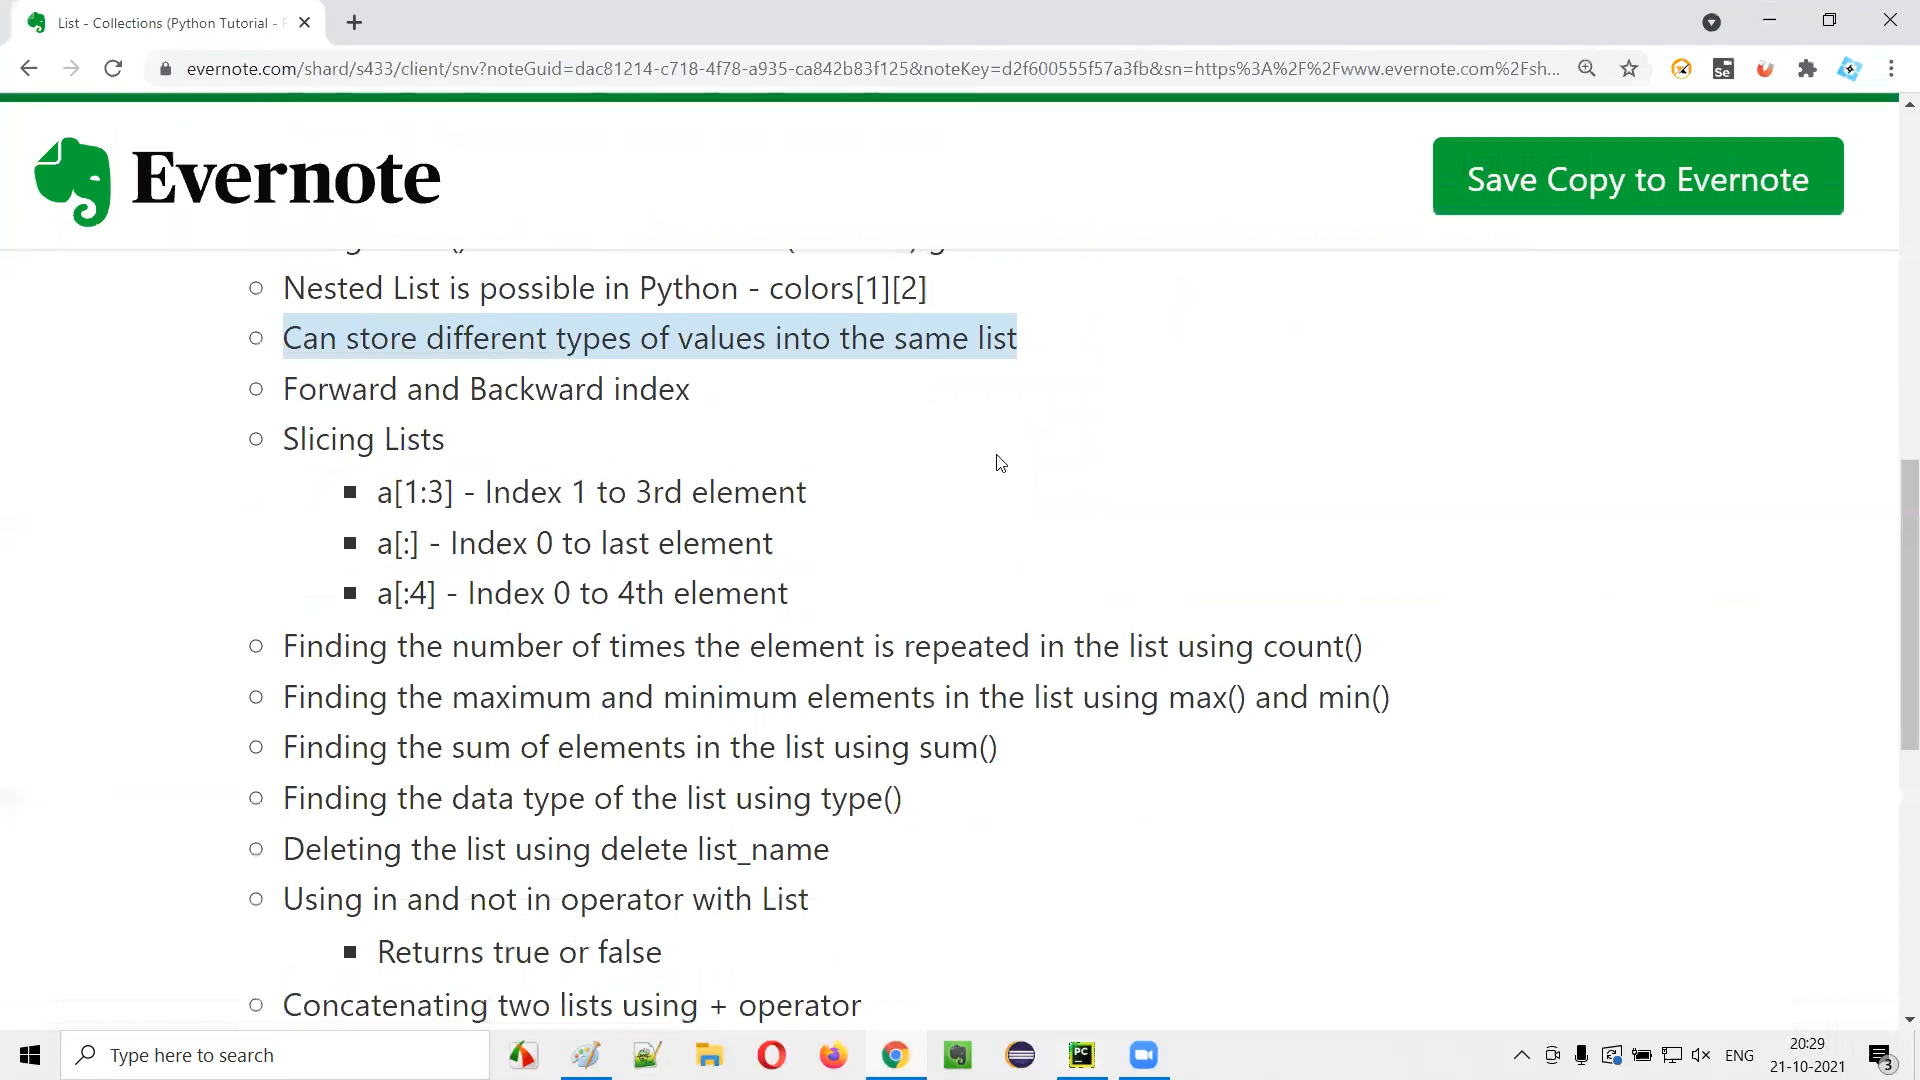 List - Collections (Python Tutorial -
evernote.com/shard/s433/client/snv?noteGuid=dac81214-c718-4f78-a935-ca842b83f125&noteKey=d2f600555f57a3fb&sn=https%3A%2F%2Fwww.evernote.com%2Fsh...
Se
Evernote
Save Copy to Evernote
Nested List is possible in Python - colors[1][2]
Can store different types of values into the same list
Forward and Backward index
Slicing Lists
a[1:3] - Index 1 to 3rd element
a[:] - Index 0 to last element
a[:4] - Index 0 to 4th element
Finding the number of times the element is repeated in the list using count()
Finding the maximum and minimum elements in the list using max() and min()
Finding the sum of elements in the list using sum()
Finding the data type of the list using type()
Deleting the list using delete list_name
Using in and not in operator with List
Returns true or false
Concatenating two lists using + operator
Type here to search
PC
ENG
20:29
21-10-2021
3